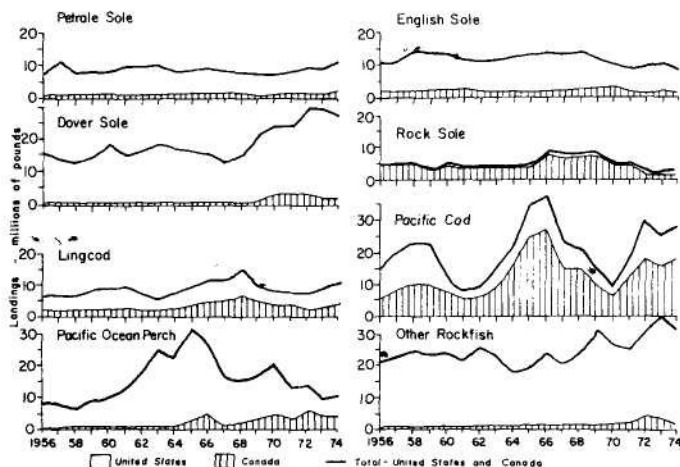 Petrale Sole
20
10
0
Dover Sole
20
10
0
Lingcod
20
10
0
Pacific Ocean Perch
30
20
10
0
1956 58 60 62 64 66 68 70 72 74
English Sole
20
10
0
Rock Sole
20
10
0
Pacific Cod
30
20
10
0
Other Rockfish
30
20
10
0
1956 58 60 62 64 66 68 70 72 74
Landings - millions of pounds
United States Canada Total - United States and Canada